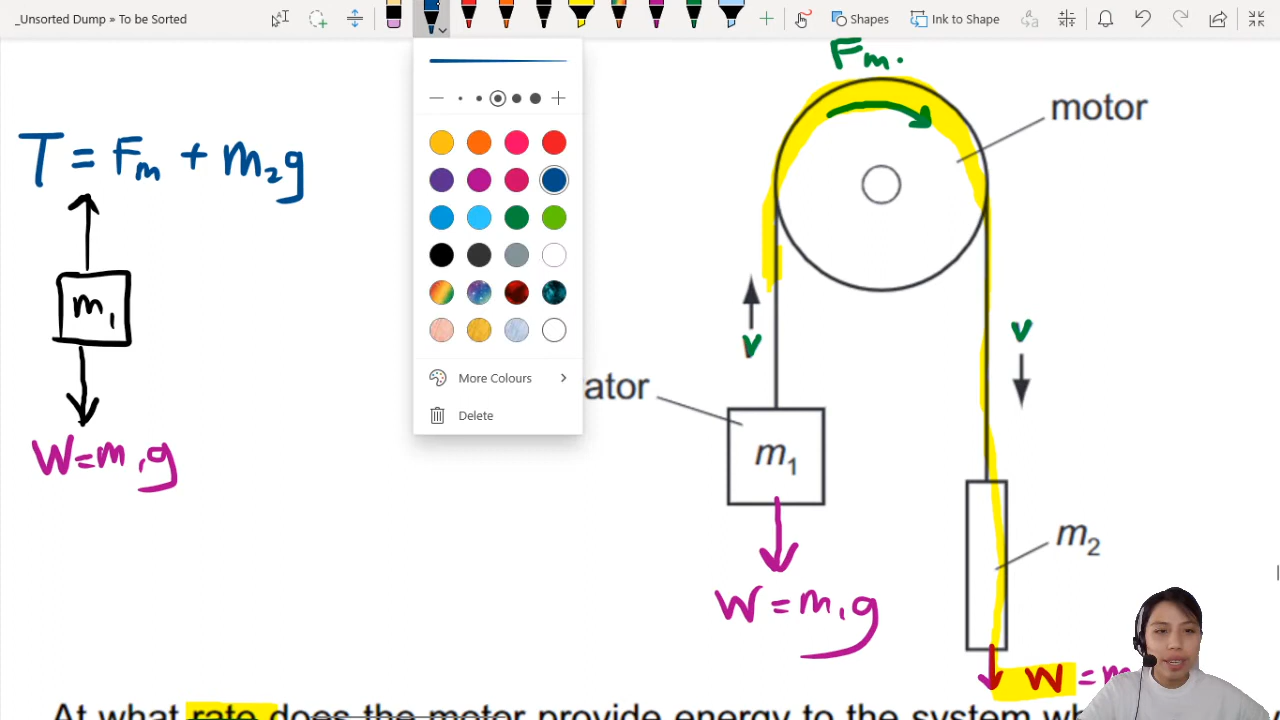 _Unsorted Dump » To be Sorted
Shapes
Ink to Shape
Fm.
motor
T = Fm + m₂g
m₁
W=m₁g
More Colours
Delete
v
v
ator
m₁
m₂
W=m₁g
W = m
At what rate does the motor provide energy to the system